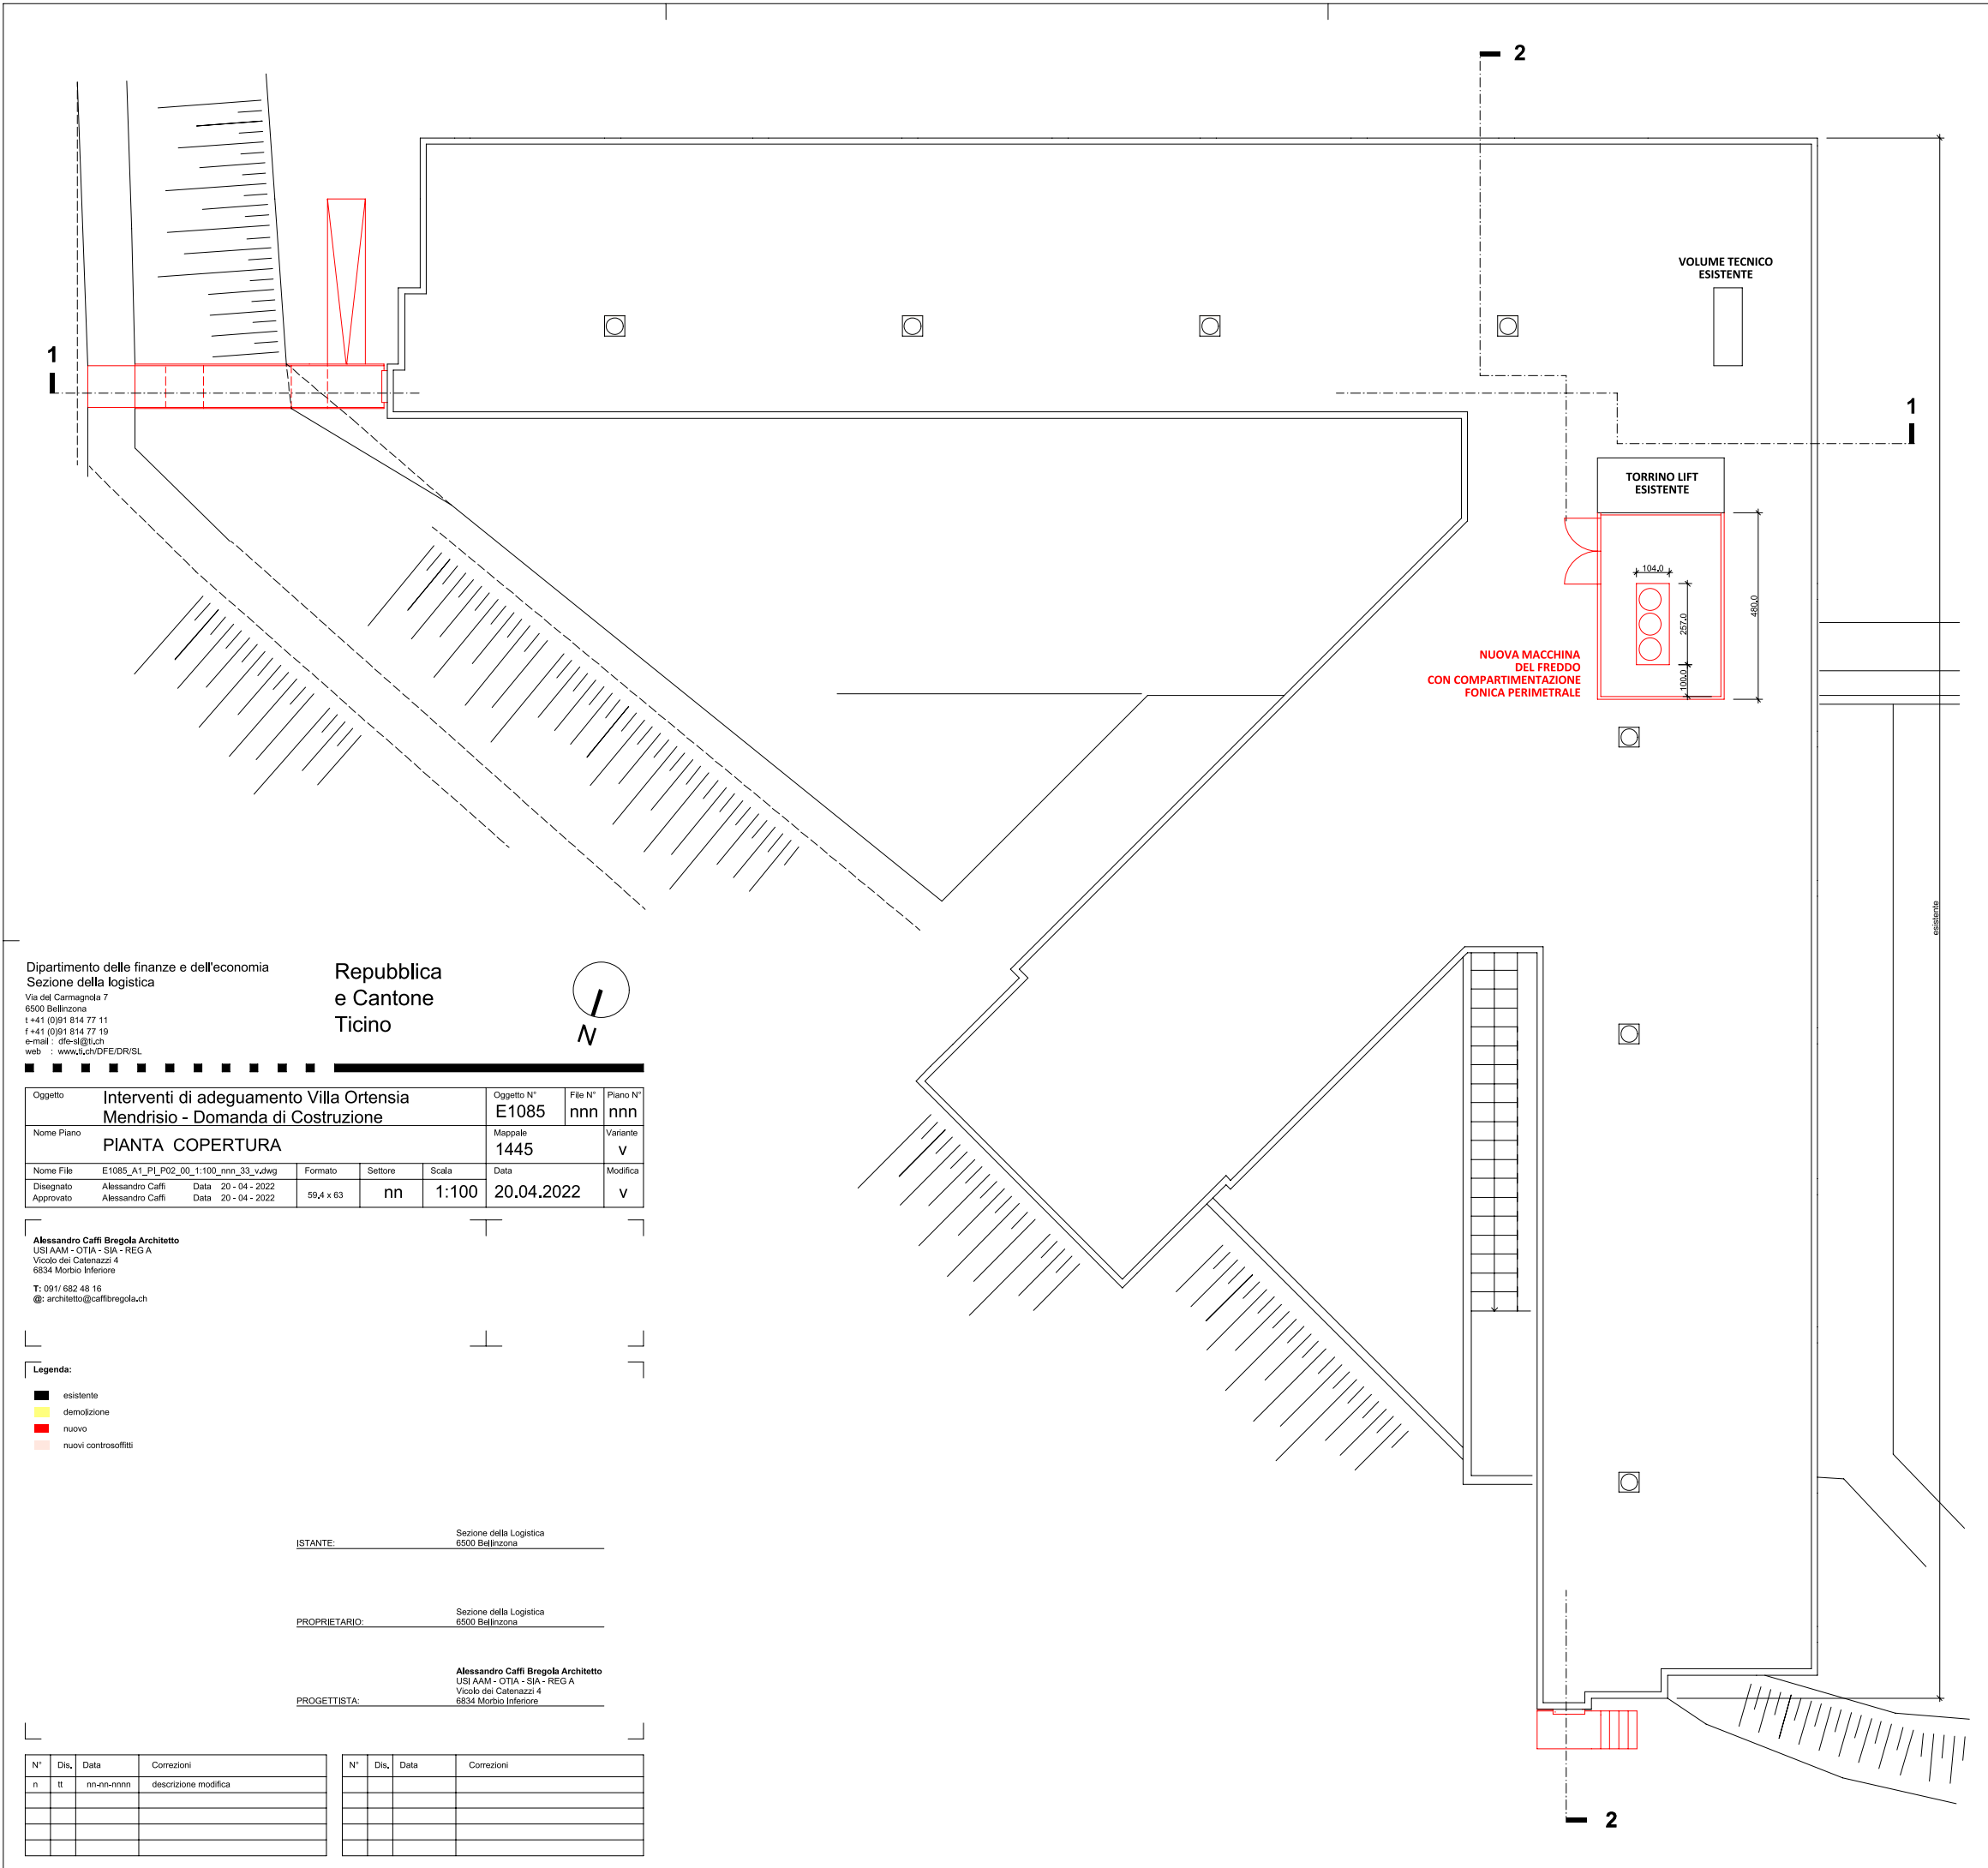 2
VOLUME TECNICO
ESISTENTE
1
1
TORRINO LIFT
ESISTENTE
104.0
257.0
480.0
100.0
NUOVA MACCHINA
DEL FREDDO
CON COMPARTIMENTAZIONE
FONICA PERIMETRALE
esistente
Dipartimento delle finanze e dell'economia
Sezione della logistica
Via del Carmagnola 7
6500 Bellinzona
t +41 (0)91 814 77 11
f +41 (0)91 814 77 19
e-mail : dfe-sl@ti.ch
web : www.ti.ch/DFE/DR/SL
Repubblica
e Cantone
Ticino
N
Oggetto
Interventi di adeguamento Villa Ortensia
Mendrisio - Domanda di Costruzione
Oggetto N°
E1085
File N°
nnn
Piano N°
nnn
Nome Piano
PIANTA COPERTURA
Mappale
1445
Variante
v
Nome File E1085_A1_PI_P02_00_1:100_nnn_33_v.dwg
Disegnato Alessandro Caffi Data 20 - 04 - 2022
Approvato Alessandro Caffi Data 20 - 04 - 2022
Formato
59,4 x 63
Settore
nn
Scala
1:100
Data
20.04.2022
Modifica
v
Alessandro Caffi Bregola Architetto
USI AAM - OTIA - SIA - REG A
Vicolo dei Catenazzi 4
6834 Morbio Inferiore
T: 091/ 682 48 16
@: architetto@caffibregola.ch
Legenda:
esistente
demolizione
nuovo
nuovi controsoffitti
ISTANTE:
Sezione della Logistica
6500 Bellinzona
PROPRIETARIO:
Sezione della Logistica
6500 Bellinzona
PROGETTISTA:
Alessandro Caffi Bregola Architetto
USI AAM - OTIA - SIA - REG A
Vicolo dei Catenazzi 4
6834 Morbio Inferiore
N° Dis. Data Correzioni
n tt nn-nn-nnnn descrizione modifica
N° Dis. Data Correzioni
2